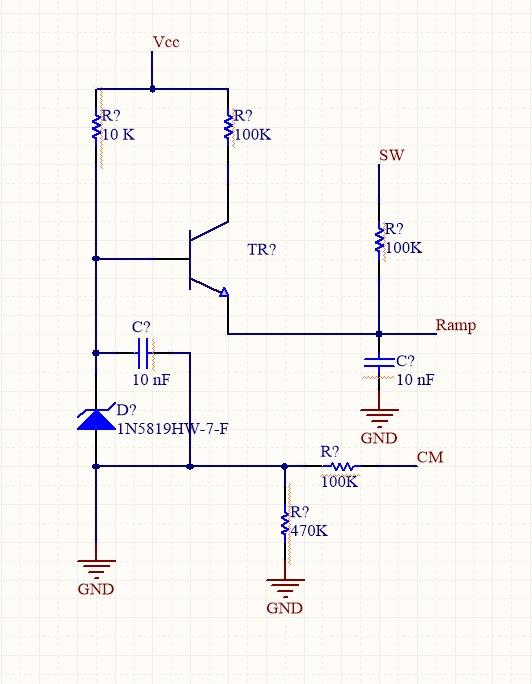 Vcc
R?
10 K
R?
100K
SW
R?
100K
TR?
Ramp
C?
10 nF
C?
10 nF
GND
D?
1N5819HW-7-F
R?
100K
CM
R?
470K
GND
GND